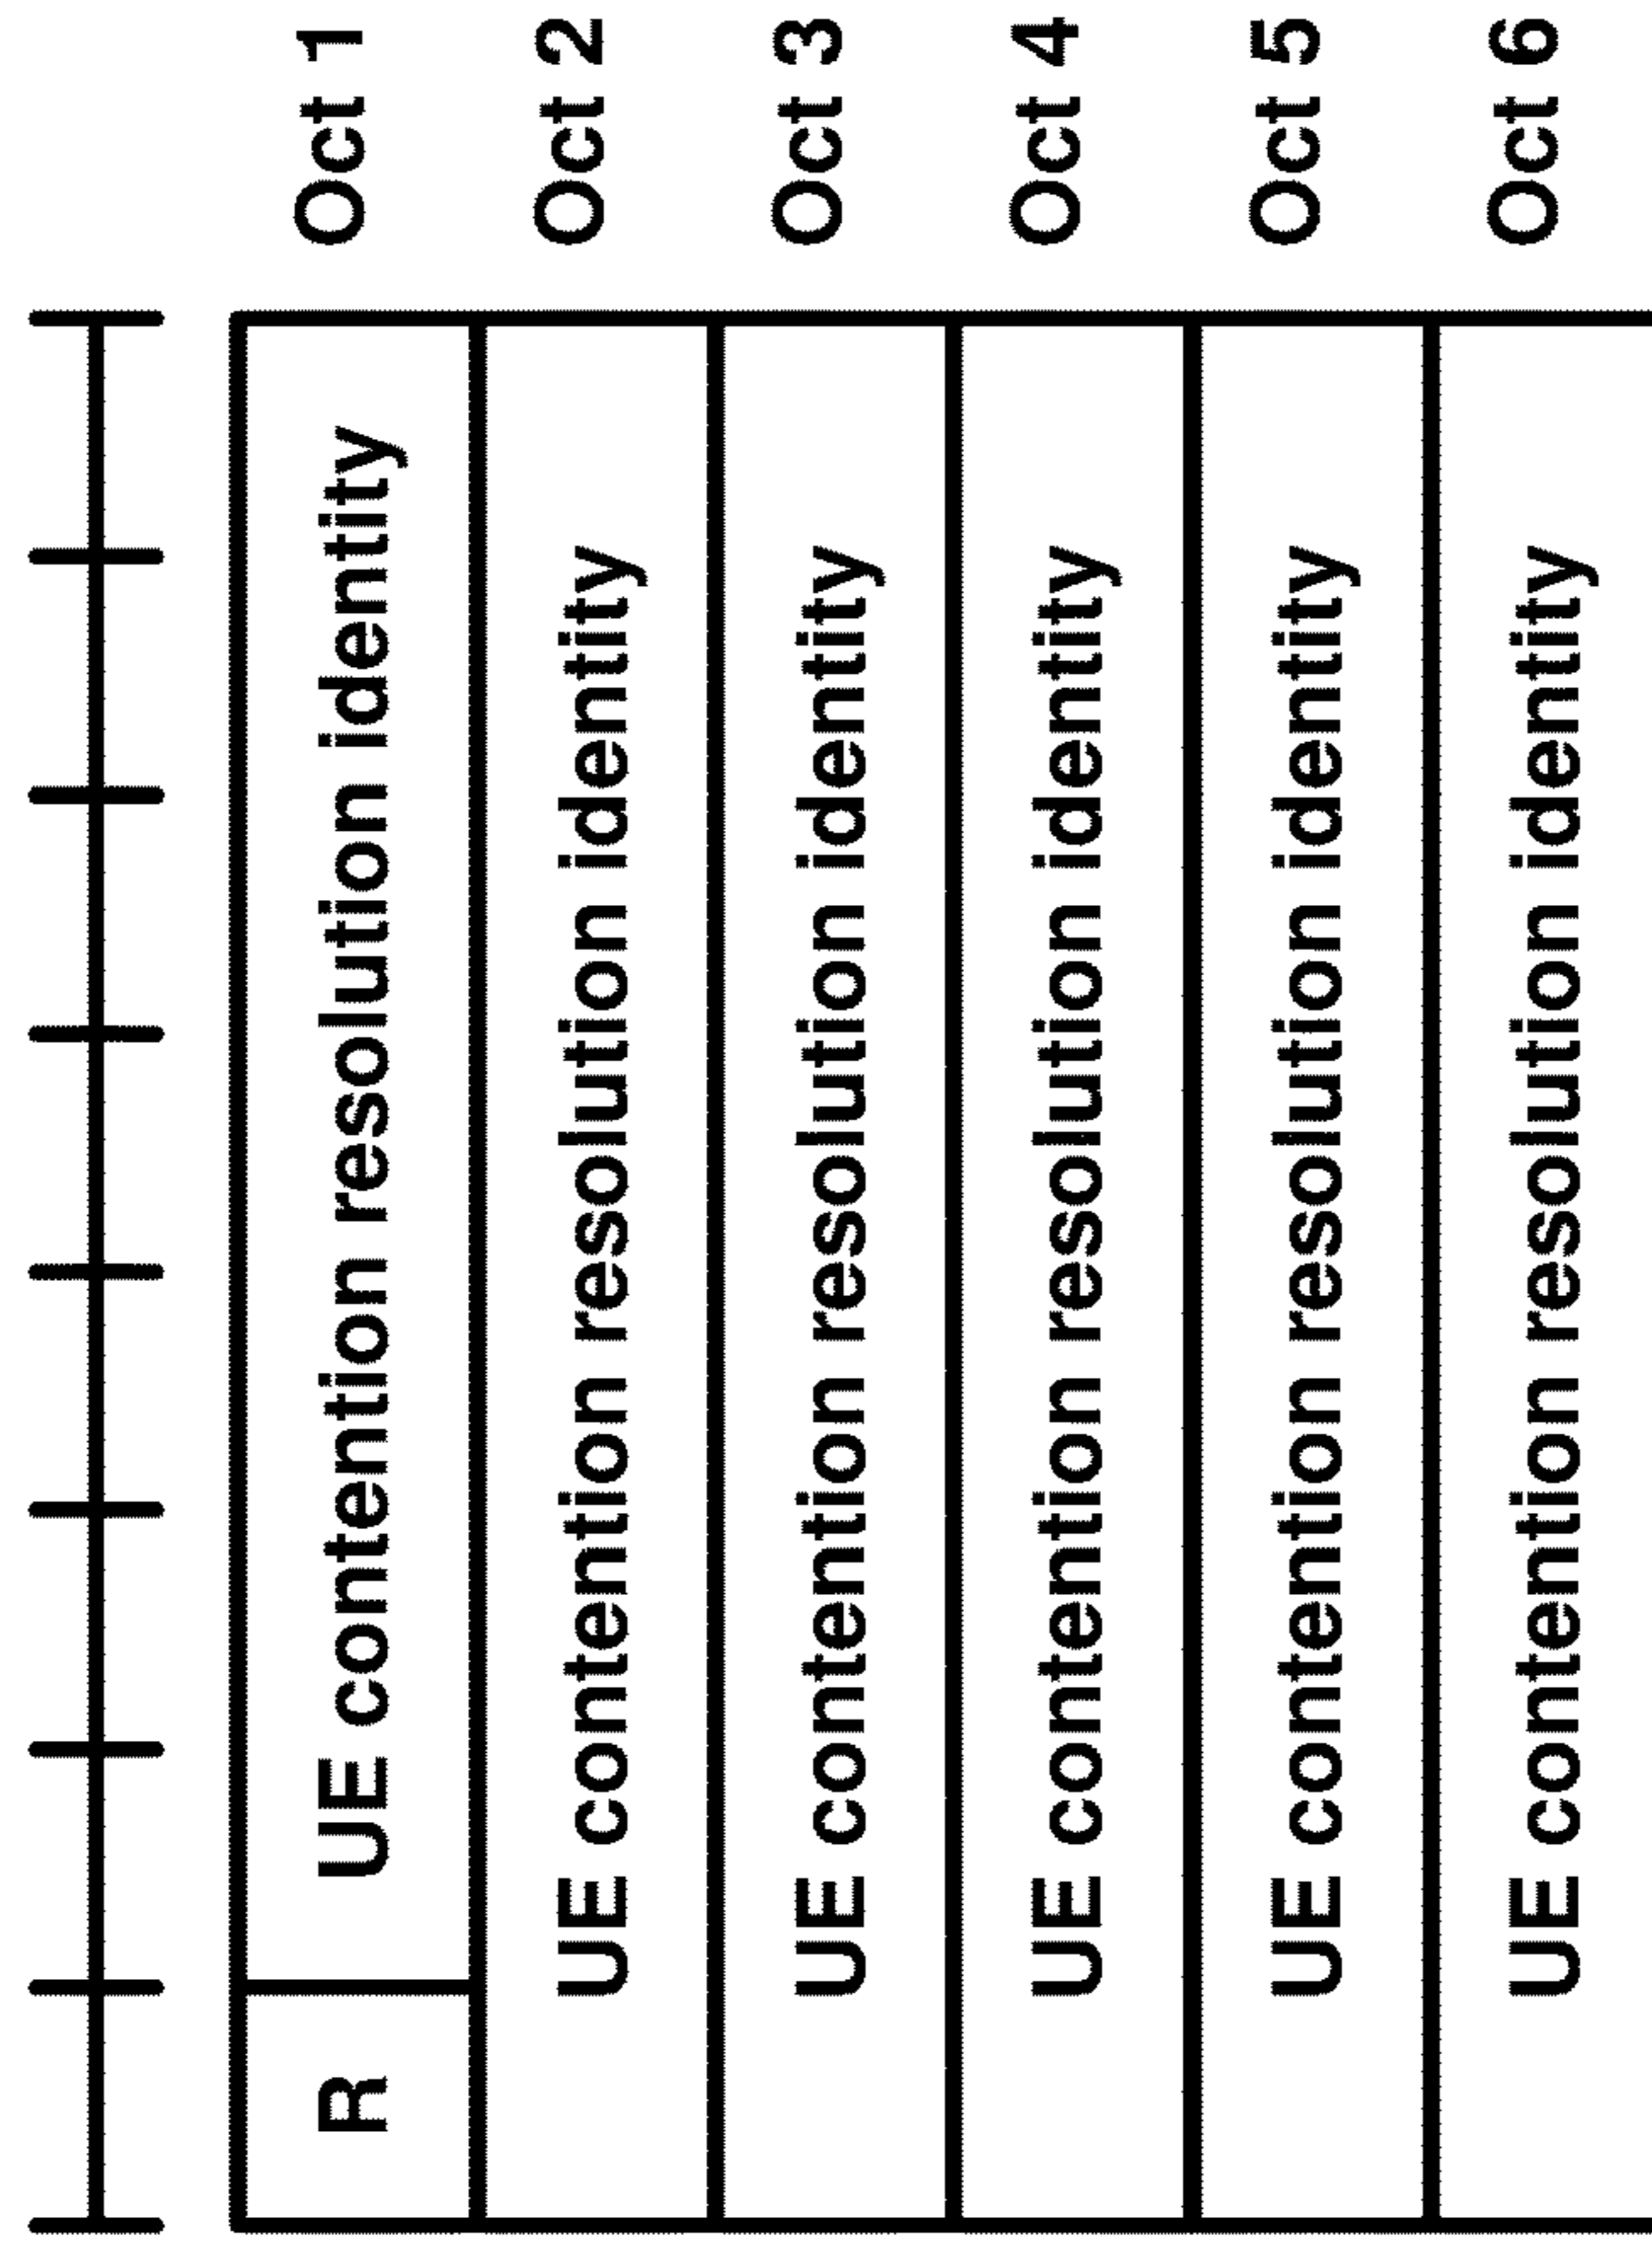 R UE contention resolution identity Oct 1
UE contention resolution identity Oct 2
UE contention resolution identity Oct 3
UE contention resolution identity Oct 4
UE contention resolution identity Oct 5
UE contention resolution identity Oct 6